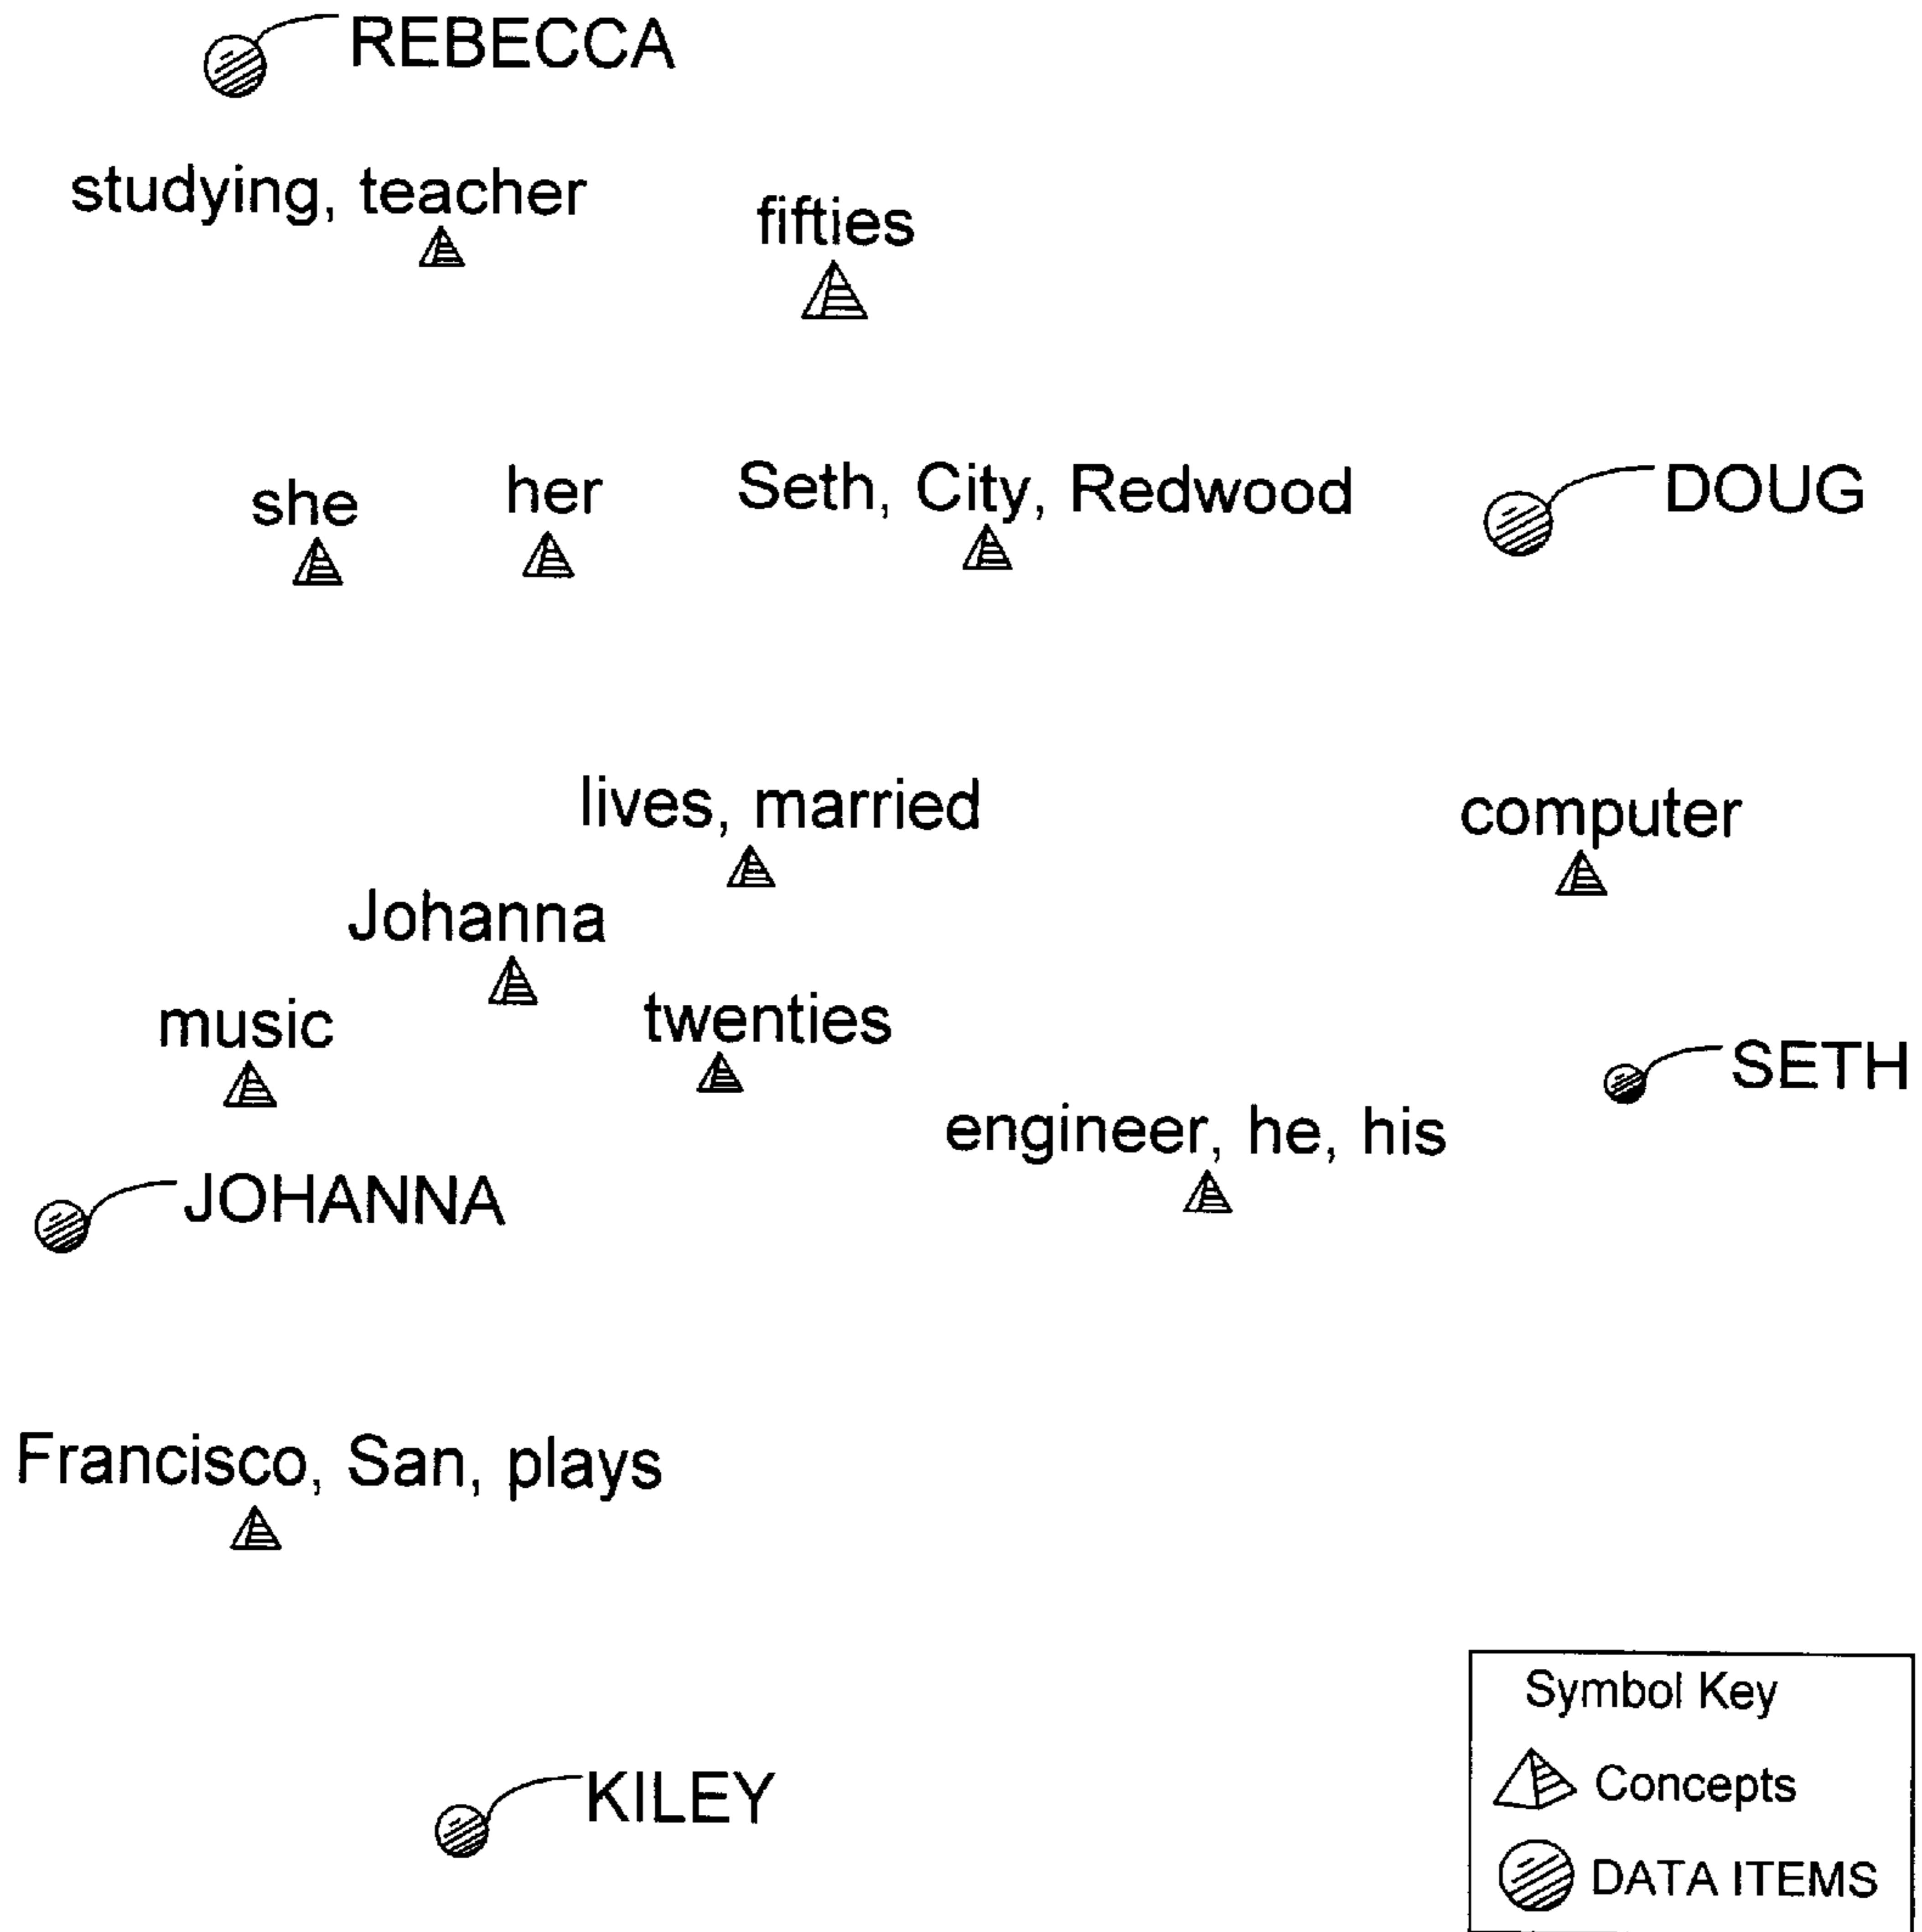 REBECCA
studying, teacher
fifties
she
her
Seth, City, Redwood
DOUG
lives, married
computer
Johanna
music
twenties
SETH
engineer, he, his
JOHANNA
Francisco, San, plays
KILEY
Symbol Key
Concepts
DATA ITEMS